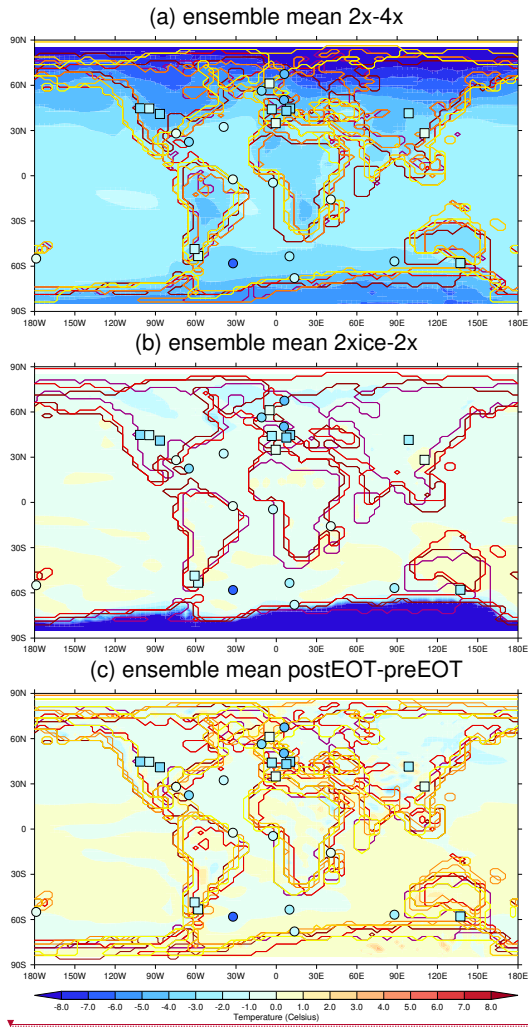 (a) ensemble mean 2x-4x
90N
60N
30N
0
30S
60S
90S
180W 150W 120W 90W 60W 30W 0 30E 60E 90E 120E 150E 180E
(b) ensemble mean 2xice-2x
90N
60N
30N
0
30S
60S
90S
180W 150W 120W 90W 60W 30W 0 30E 60E 90E 120E 150E 180E
(c) ensemble mean postEOT-preEOT
90N
60N
30N
0
30S
60S
90S
180W 150W 120W 90W 60W 30W 0 30E 60E 90E 120E 150E 180E
-8.0 -7.0 -6.0 -5.0 -4.0 -3.0 -2.0 -1.0 0.0 1.0 2.0 3.0 4.0 5.0 6.0 7.0 8.0
Temperature (Celsius)